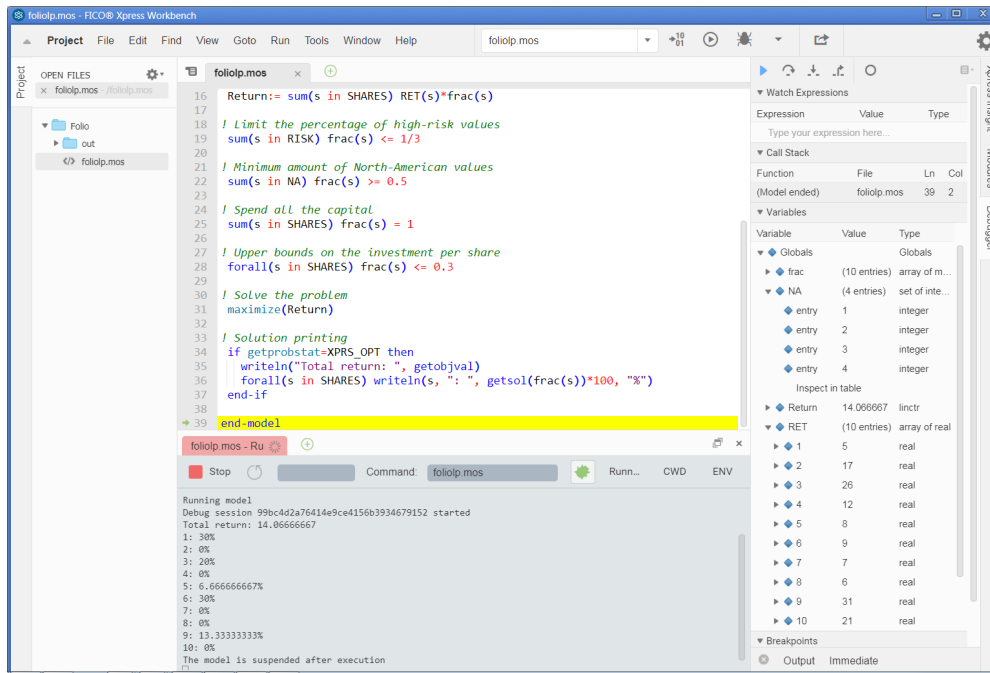 foliolp.mos - FICO® Xpress Workbench
Project File Edit Find View Goto Run Tools Window Help foliolp.mos
Project
OPEN FILES
foliolp.mos - /foliolp.mos
Folio
out
foliolp.mos
foliolp.mos
16 Return:= sum(s in SHARES) RET(s)*frac(s)
17
18 ! Limit the percentage of high-risk values
19 sum(s in RISK) frac(s) <= 1/3
20
21 ! Minimum amount of North-American values
22 sum(s in NA) frac(s) >= 0.5
23
24 ! Spend all the capital
25 sum(s in SHARES) frac(s) = 1
26
27 ! Upper bounds on the investment per share
28 forall(s in SHARES) frac(s) <= 0.3
29
30 ! Solve the problem
31 maximize(Return)
32
33 ! Solution printing
34 if getprobstat=XPRS_OPT then
35 writeln("Total return: ", getobjval)
36 forall(s in SHARES) writeln(s, ": ", getsol(frac(s))*100, "%")
37 end-if
38
39 end-model
foliolp.mos - Ru
Stop Command: foliolp.mos Runn... CWD ENV
Running model
Debug session 99bc4d2a76414e9ce4156b3934679152 started
Total return: 14.06666667
1: 30%
2: 0%
3: 20%
4: 0%
5: 6.666666667%
6: 30%
7: 0%
8: 0%
9: 13.33333333%
10: 0%
The model is suspended after execution
Watch Expressions
Expression Value Type
Type your expression here...
Call Stack
Function File Ln Col
(Model ended) foliolp.mos 39 2
Variables
Variable Value Type
Globals Globals
frac (10 entries) array of m...
NA (4 entries) set of inte...
entry 1 integer
entry 2 integer
entry 3 integer
entry 4 integer
Inspect in table
Return 14.066667 linctr
RET (10 entries) array of real
1 5 real
2 17 real
3 26 real
4 12 real
5 8 real
6 9 real
7 7 real
8 6 real
9 31 real
10 21 real
Breakpoints
Output Immediate